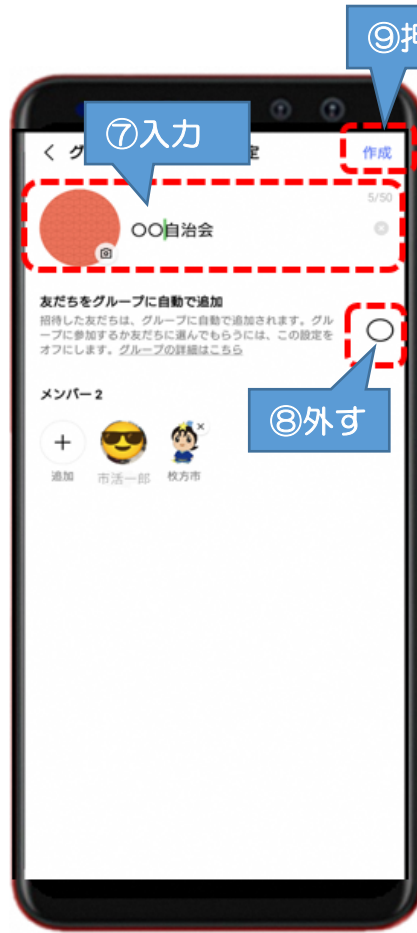 ⑨押
⑦入力
作成
5/50
〇〇自治会
友だちをグループに自動で追加
招待した友だちは、グループに自動で追加されます。グル
ープに参加するか友だちに選んでもらうには、この設定を
オフにします。グループの詳細はこちら
⑧外す
メンバー 2
追加
市活一郎
枚方市